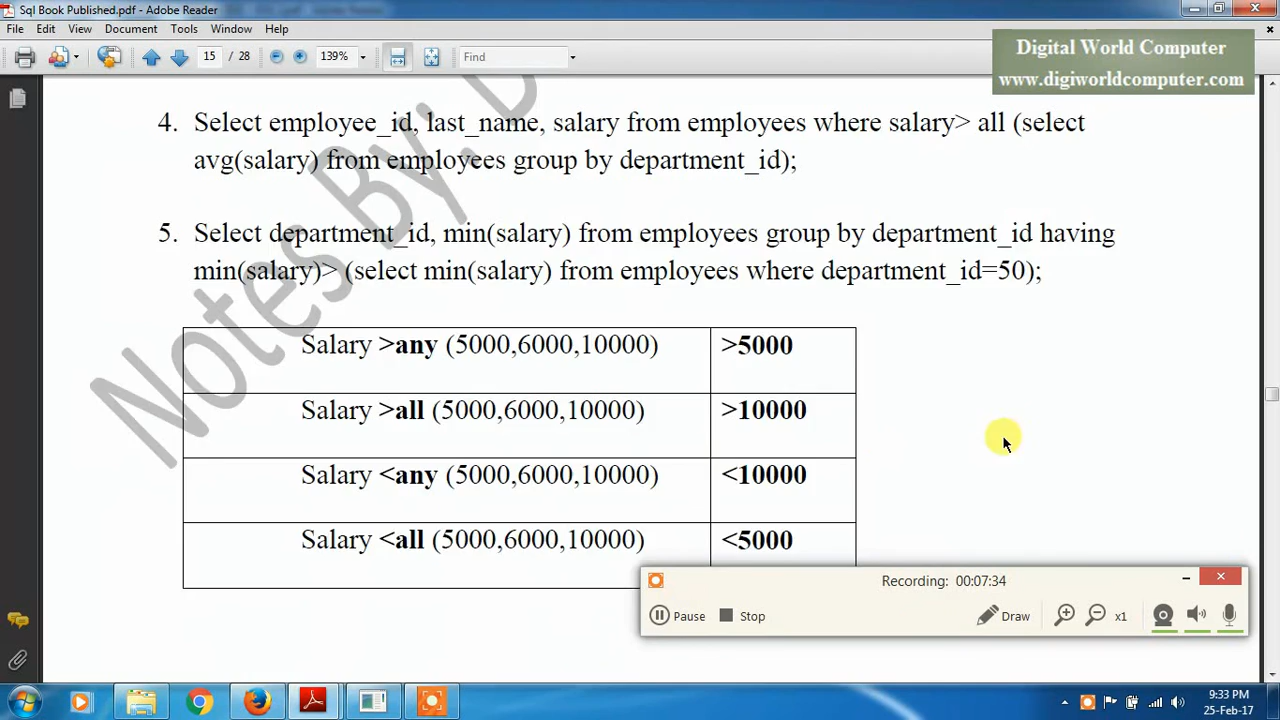 Sql Book Published.pdf - Adobe Reader
File Edit View Document Tools Salary Window Help
15 / 28 139% Find
Digital World Computer
www.digiworldcomputer.com
4. Select employee_id, last_name, salary from employees where salary> all (select
avg(salary) from employees group by department_id);
5. Select department_id, min(salary) from employees group by department_id having
min(salary)> (select min(salary) from employees where department_id=50);
Salary >any (5000,6000,10000) >5000
Salary >all (5000,6000,10000) >10000
Salary <any (5000,6000,10000) <10000
Salary <all (5000,6000,10000) <5000
Notes By: D
Recording: 00:07:34
Pause Stop Draw x1
9:33 PM
25-Feb-17